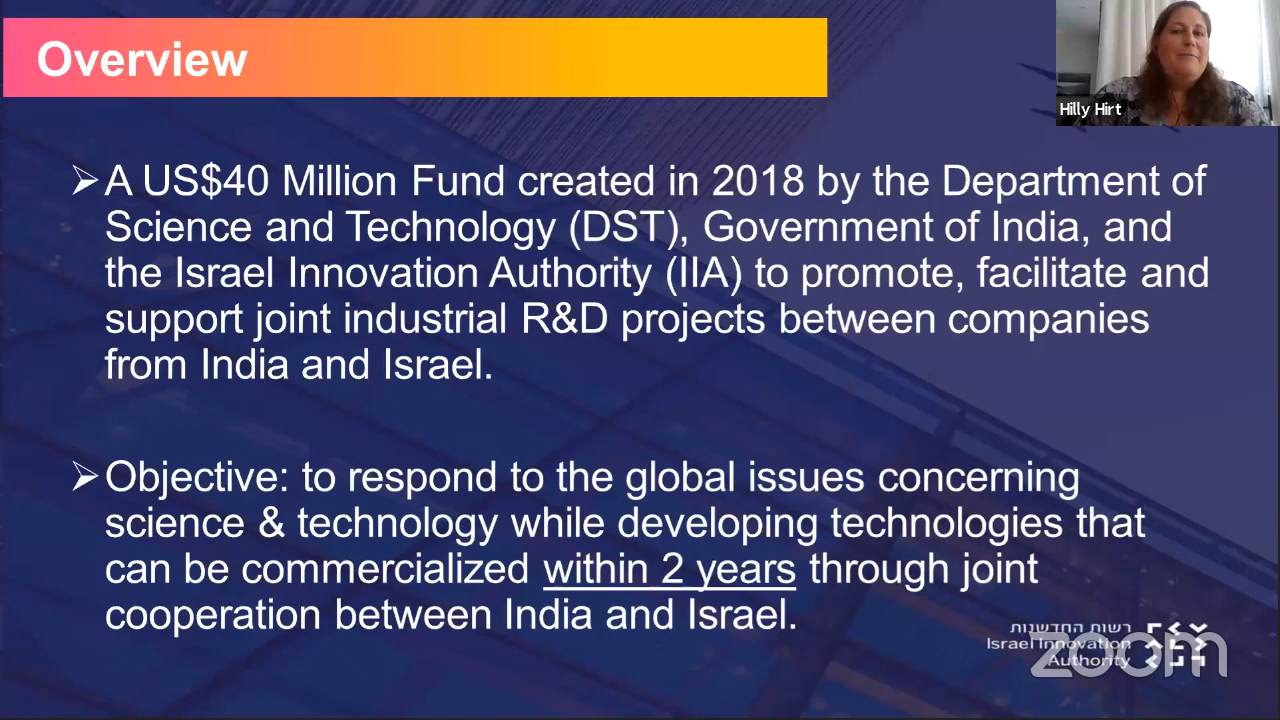 Overview
Hilly Hirt
➢A US$40 Million Fund created in 2018 by the Department of
Science and Technology (DST), Government of India, and
the Israel Innovation Authority (IIA) to promote, facilitate and
support joint industrial R&D projects between companies
from India and Israel.
➢Objective: to respond to the global issues concerning
science & technology while developing technologies that
can be commercialized within 2 years through joint
cooperation between India and Israel.
רשות החדשנות
Israel Innovation
Authority
zoom